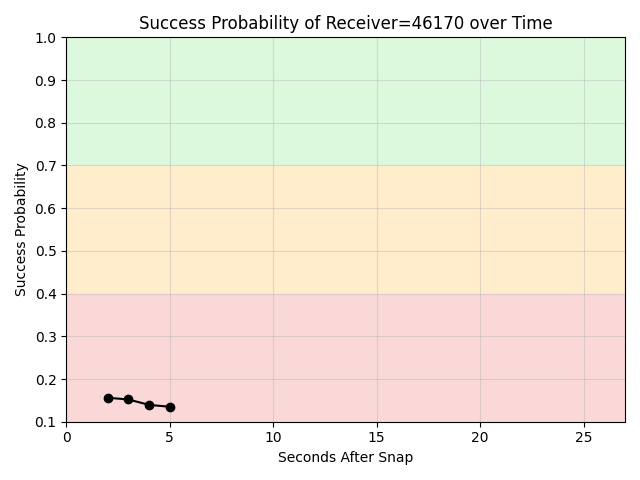 Success Probability of Receiver=46170 over Time
1.0
0.9
0.8
0.7
0.6
0.5
0.4
0.3
0.2
0.1
Success Probability
0 5 10 15 20 25
Seconds After Snap